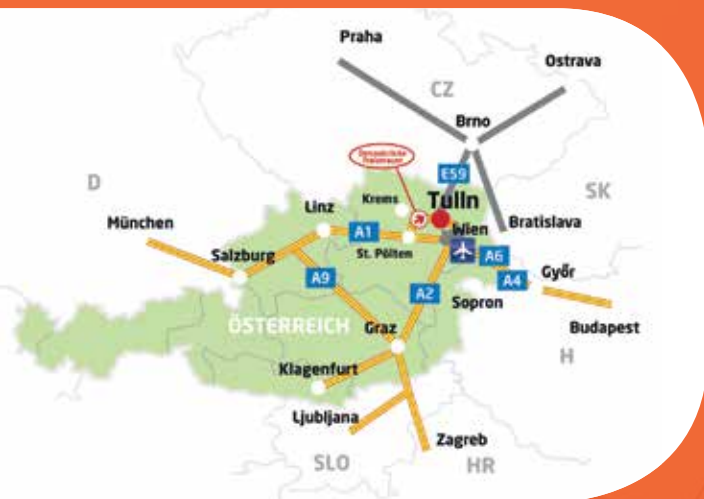 Praha
Ostrava
CZ
Brno
E59
D
SK
Krems
Tulln
Linz
München
Bratislava
A1
Wien
Salzburg
St. Pölten
A6
Győr
A9
A4
A2
Sopron
ÖSTERREICH
Graz
Budapest
H
Klagenfurt
Ljubljana
Zagreb
SLO
HR